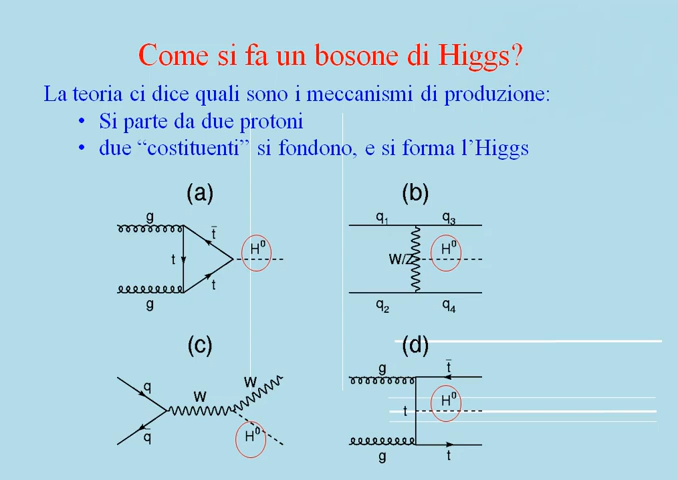 Come si fa un bosone di Higgs?
La teoria ci dice quali sono i meccanismi di produzione:
• Si parte da due protoni
• due “costituenti” si fondono, e si forma l’Higgs
(a)
g
t̅
t
H⁰
t
g
(b)
q₁ q₃
W/Z
H⁰
q₂ q₄
(c)
q
W
W
q̅
H⁰
(d)
g
t̅
t
H⁰
g
t